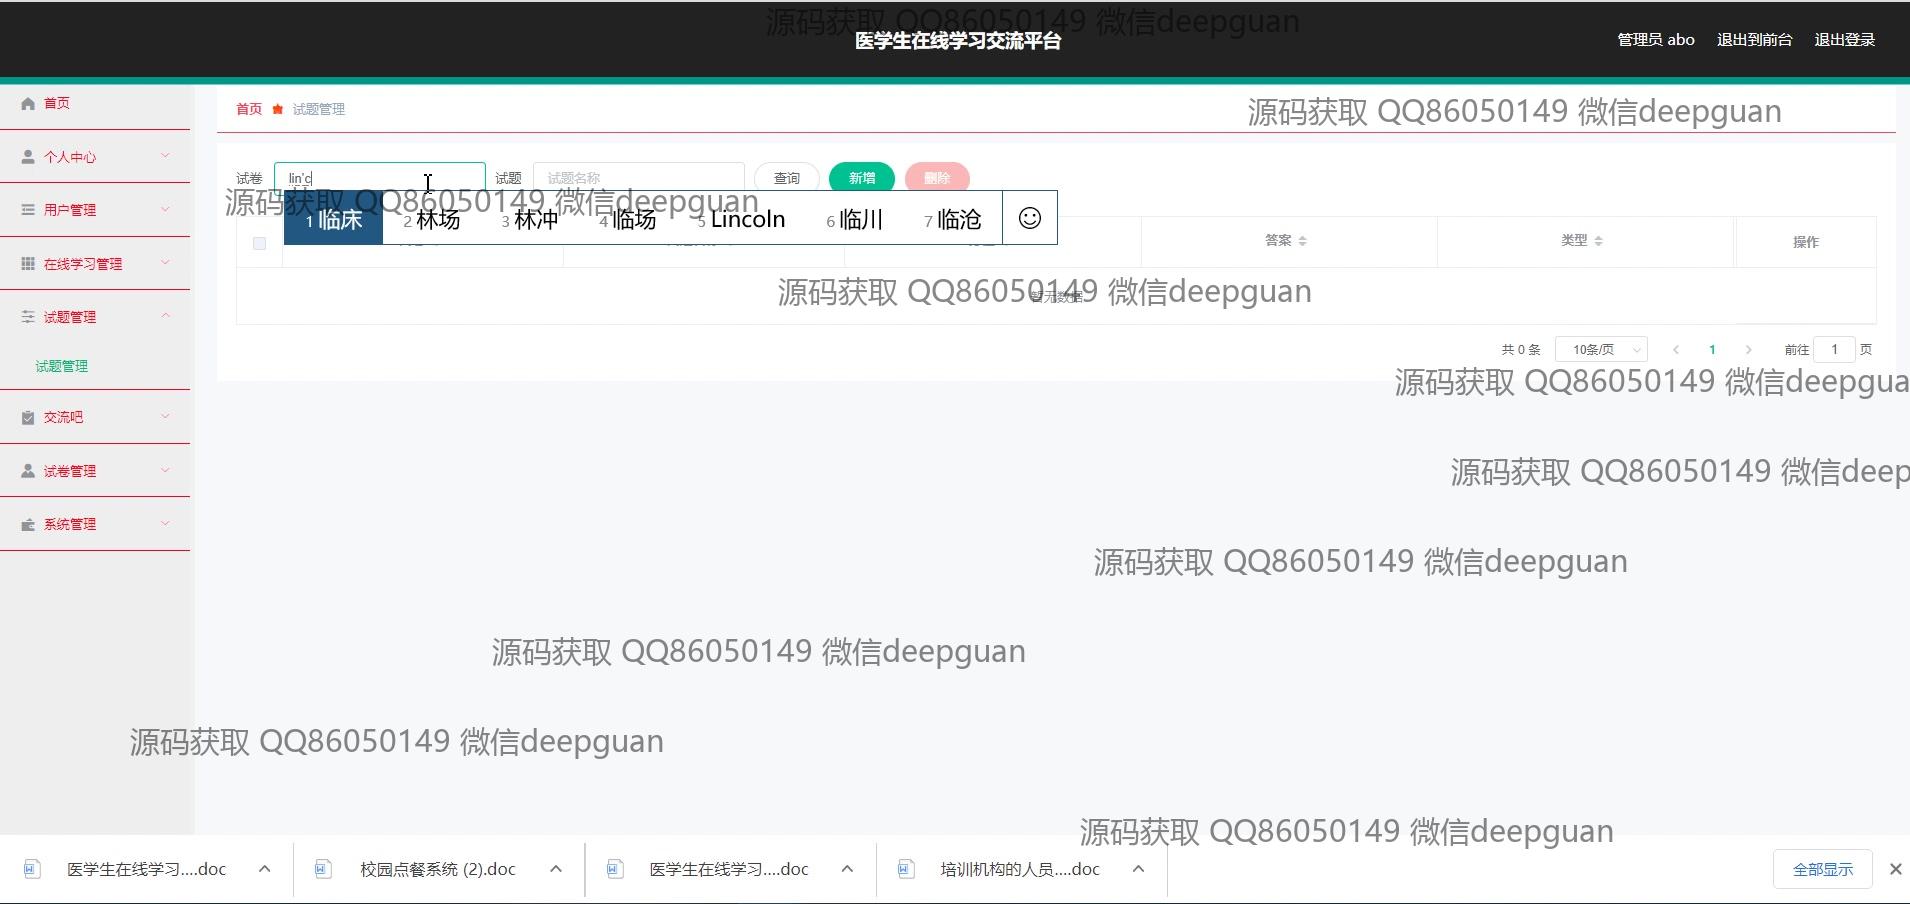 源码获取 QQ86050149 微信deepguan
医学生在线学习交流平台
管理员 abo 退出到前台 退出登录
首页
首页 试题管理
源码获取 QQ86050149 微信deepguan
个人中心
试卷 lin'c 试题 试题名称 查询 新增 删除
源码获取 QQ86050149 微信deepguan
用户管理
1 临床 2 林场 3 林冲 4 临场 5 Lincoln 6 临川 7 临沧
答案 类型 操作
在线学习管理
源码获取 QQ86050149 微信deepguan
暂无数据
试题管理
共 0 条 10条/页 1 前往 1 页
试题管理
源码获取 QQ86050149 微信deepgua
交流吧
试卷管理
源码获取 QQ86050149 微信deep
系统管理
源码获取 QQ86050149 微信deepguan
源码获取 QQ86050149 微信deepguan
源码获取 QQ86050149 微信deepguan
源码获取 QQ86050149 微信deepguan
医学生在线学习....doc 校园点餐系统 (2).doc 医学生在线学习....doc 培训机构的人员....doc 全部显示